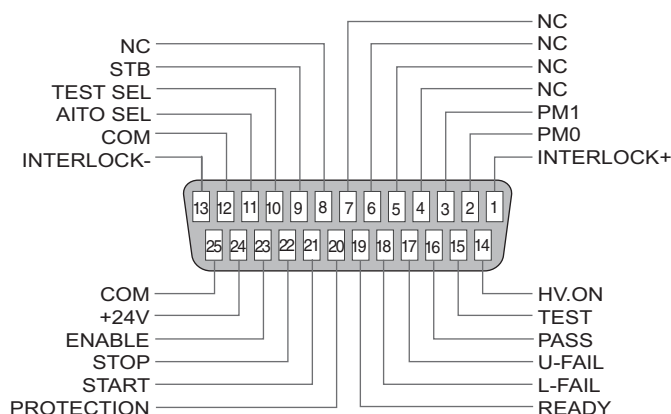 NC
STB
TEST SEL
AITO SEL
COM
INTERLOCK-
NC
NC
NC
NC
PM1
PM0
INTERLOCK+
13 12 11 10 9 8 7 6 5 4 3 2 1
25 24 23 22 21 20 19 18 17 16 15 14
COM
+24V
ENABLE
STOP
START
PROTECTION
HV.ON
TEST
PASS
U-FAIL
L-FAIL
READY